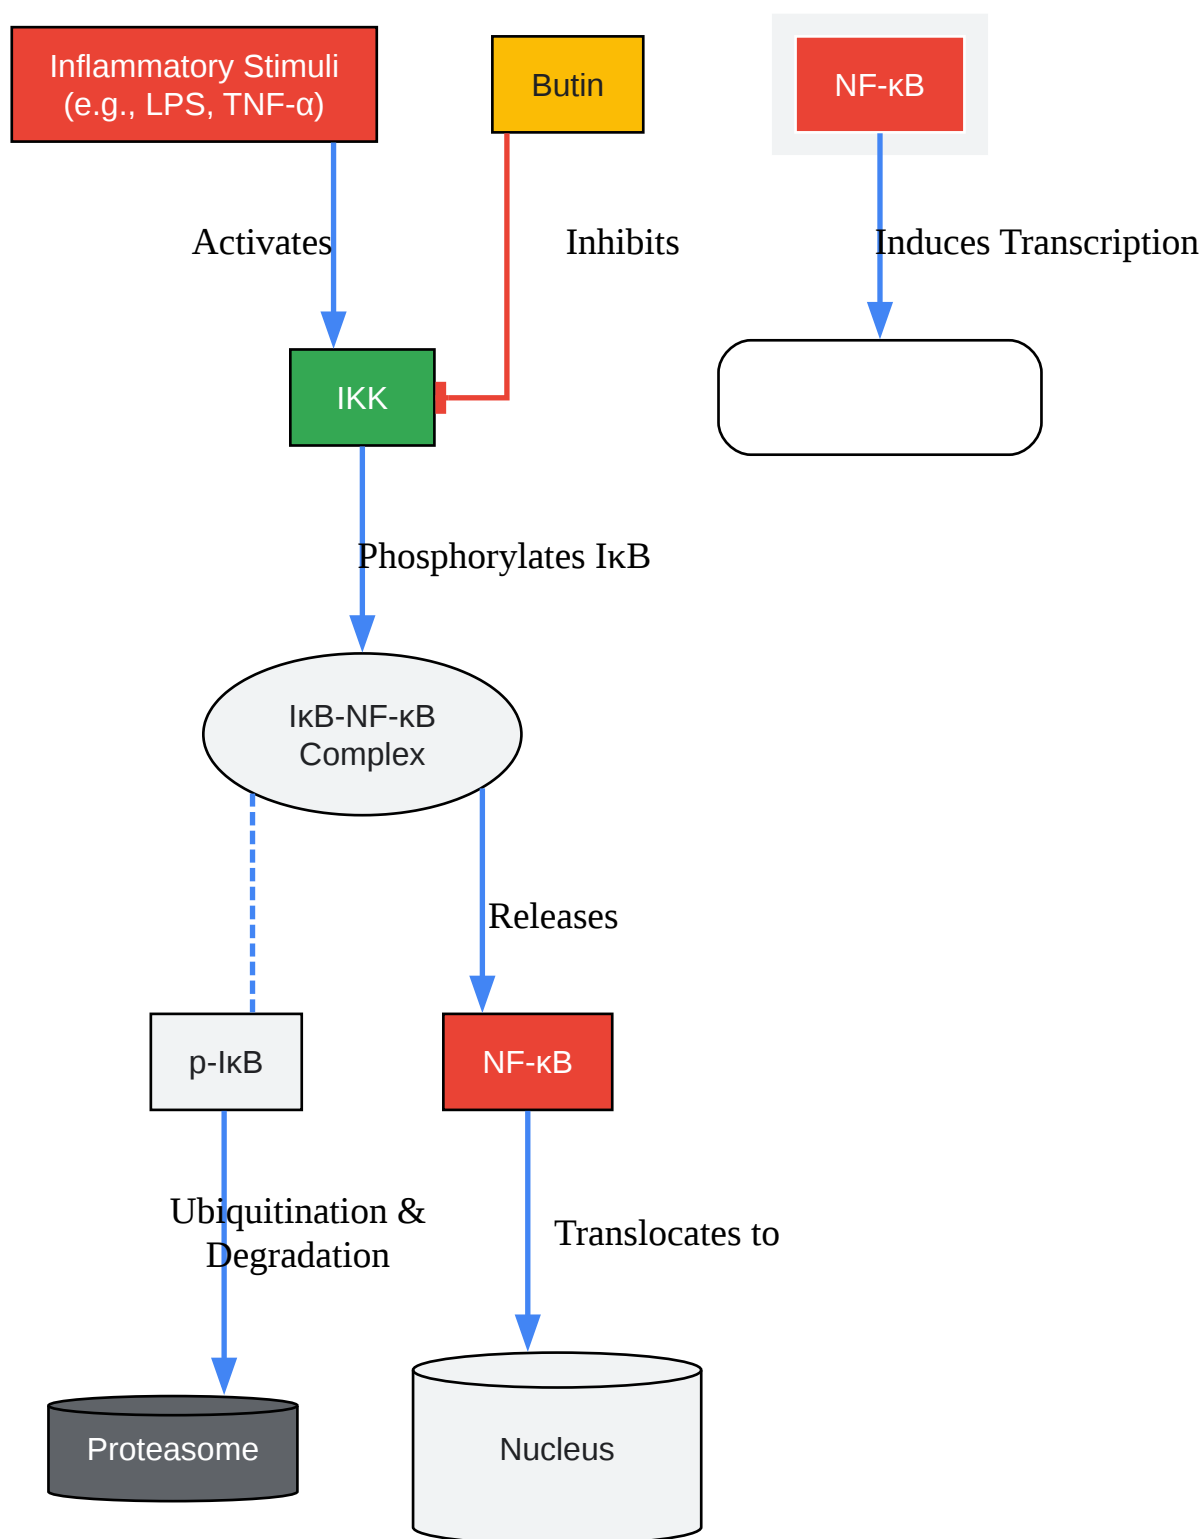 Inflammatory Stimuli
(e.g., LPS, TNF-α)
Butin
NF-κB
Activates
Inhibits
Induces Transcription
IKK
Phosphorylates IκB
IκB-NF-κB
Complex
Releases
p-IκB
NF-κB
Ubiquitination &
Degradation
Translocates to
Proteasome
Nucleus